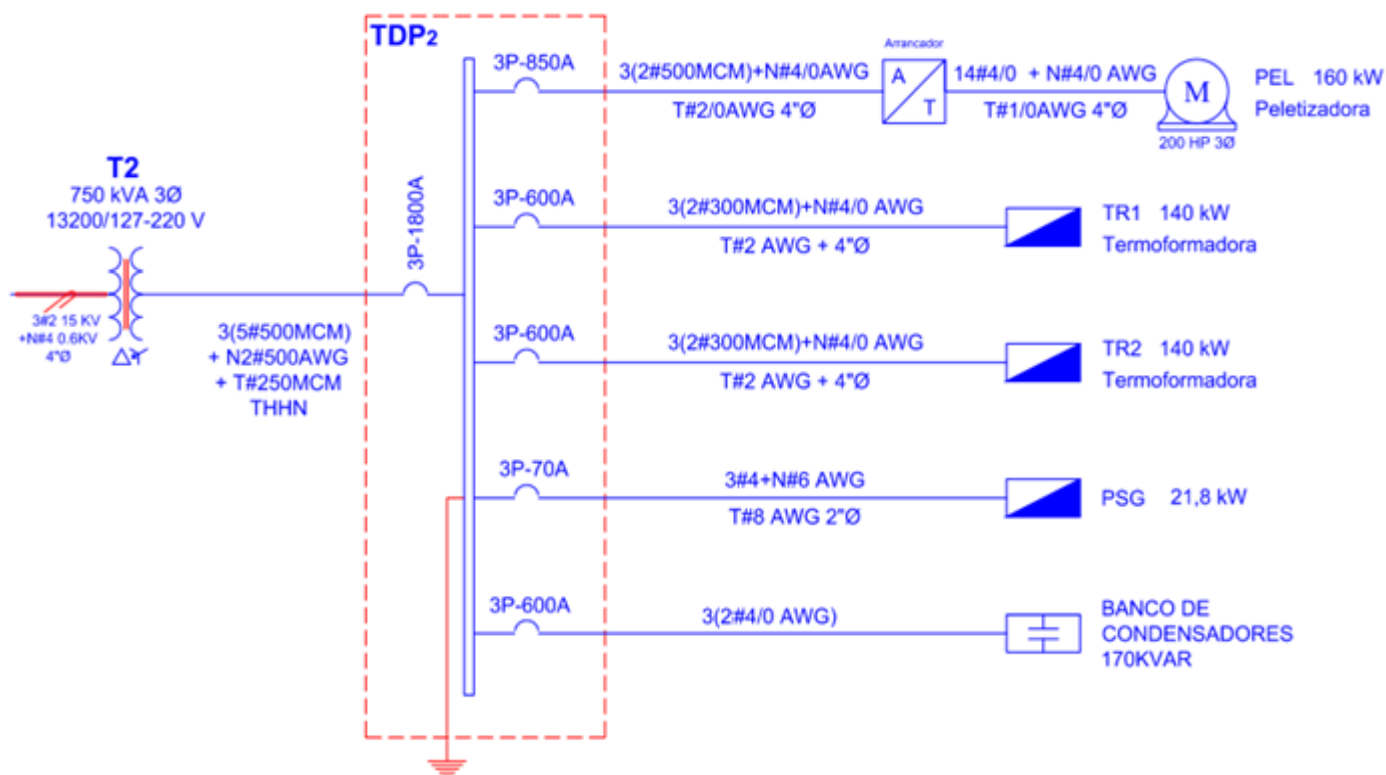 TDP2
3P-850A
3(2#500MCM)+N#4/0AWG
T#2/0AWG 4"Ø
Arrancador
A
T
14#4/0 + N#4/0 AWG
T#1/0AWG 4"Ø
M
200 HP 3Ø
PEL 160 kW
Peletizadora
T2
750 kVA 3Ø
13200/127-220 V
3#2 15 KV
+N#4 0.6KV
4"Ø
3(5#500MCM)
+ N2#500AWG
+ T#250MCM
THHN
3P-1800A
3P-600A
3(2#300MCM)+N#4/0 AWG
T#2 AWG + 4"Ø
TR1 140 kW
Termoformadora
3P-600A
3(2#300MCM)+N#4/0 AWG
T#2 AWG + 4"Ø
TR2 140 kW
Termoformadora
3P-70A
3#4+N#6 AWG
T#8 AWG 2"Ø
PSG 21,8 kW
3P-600A
3(2#4/0 AWG)
BANCO DE
CONDENSADORES
170KVAR